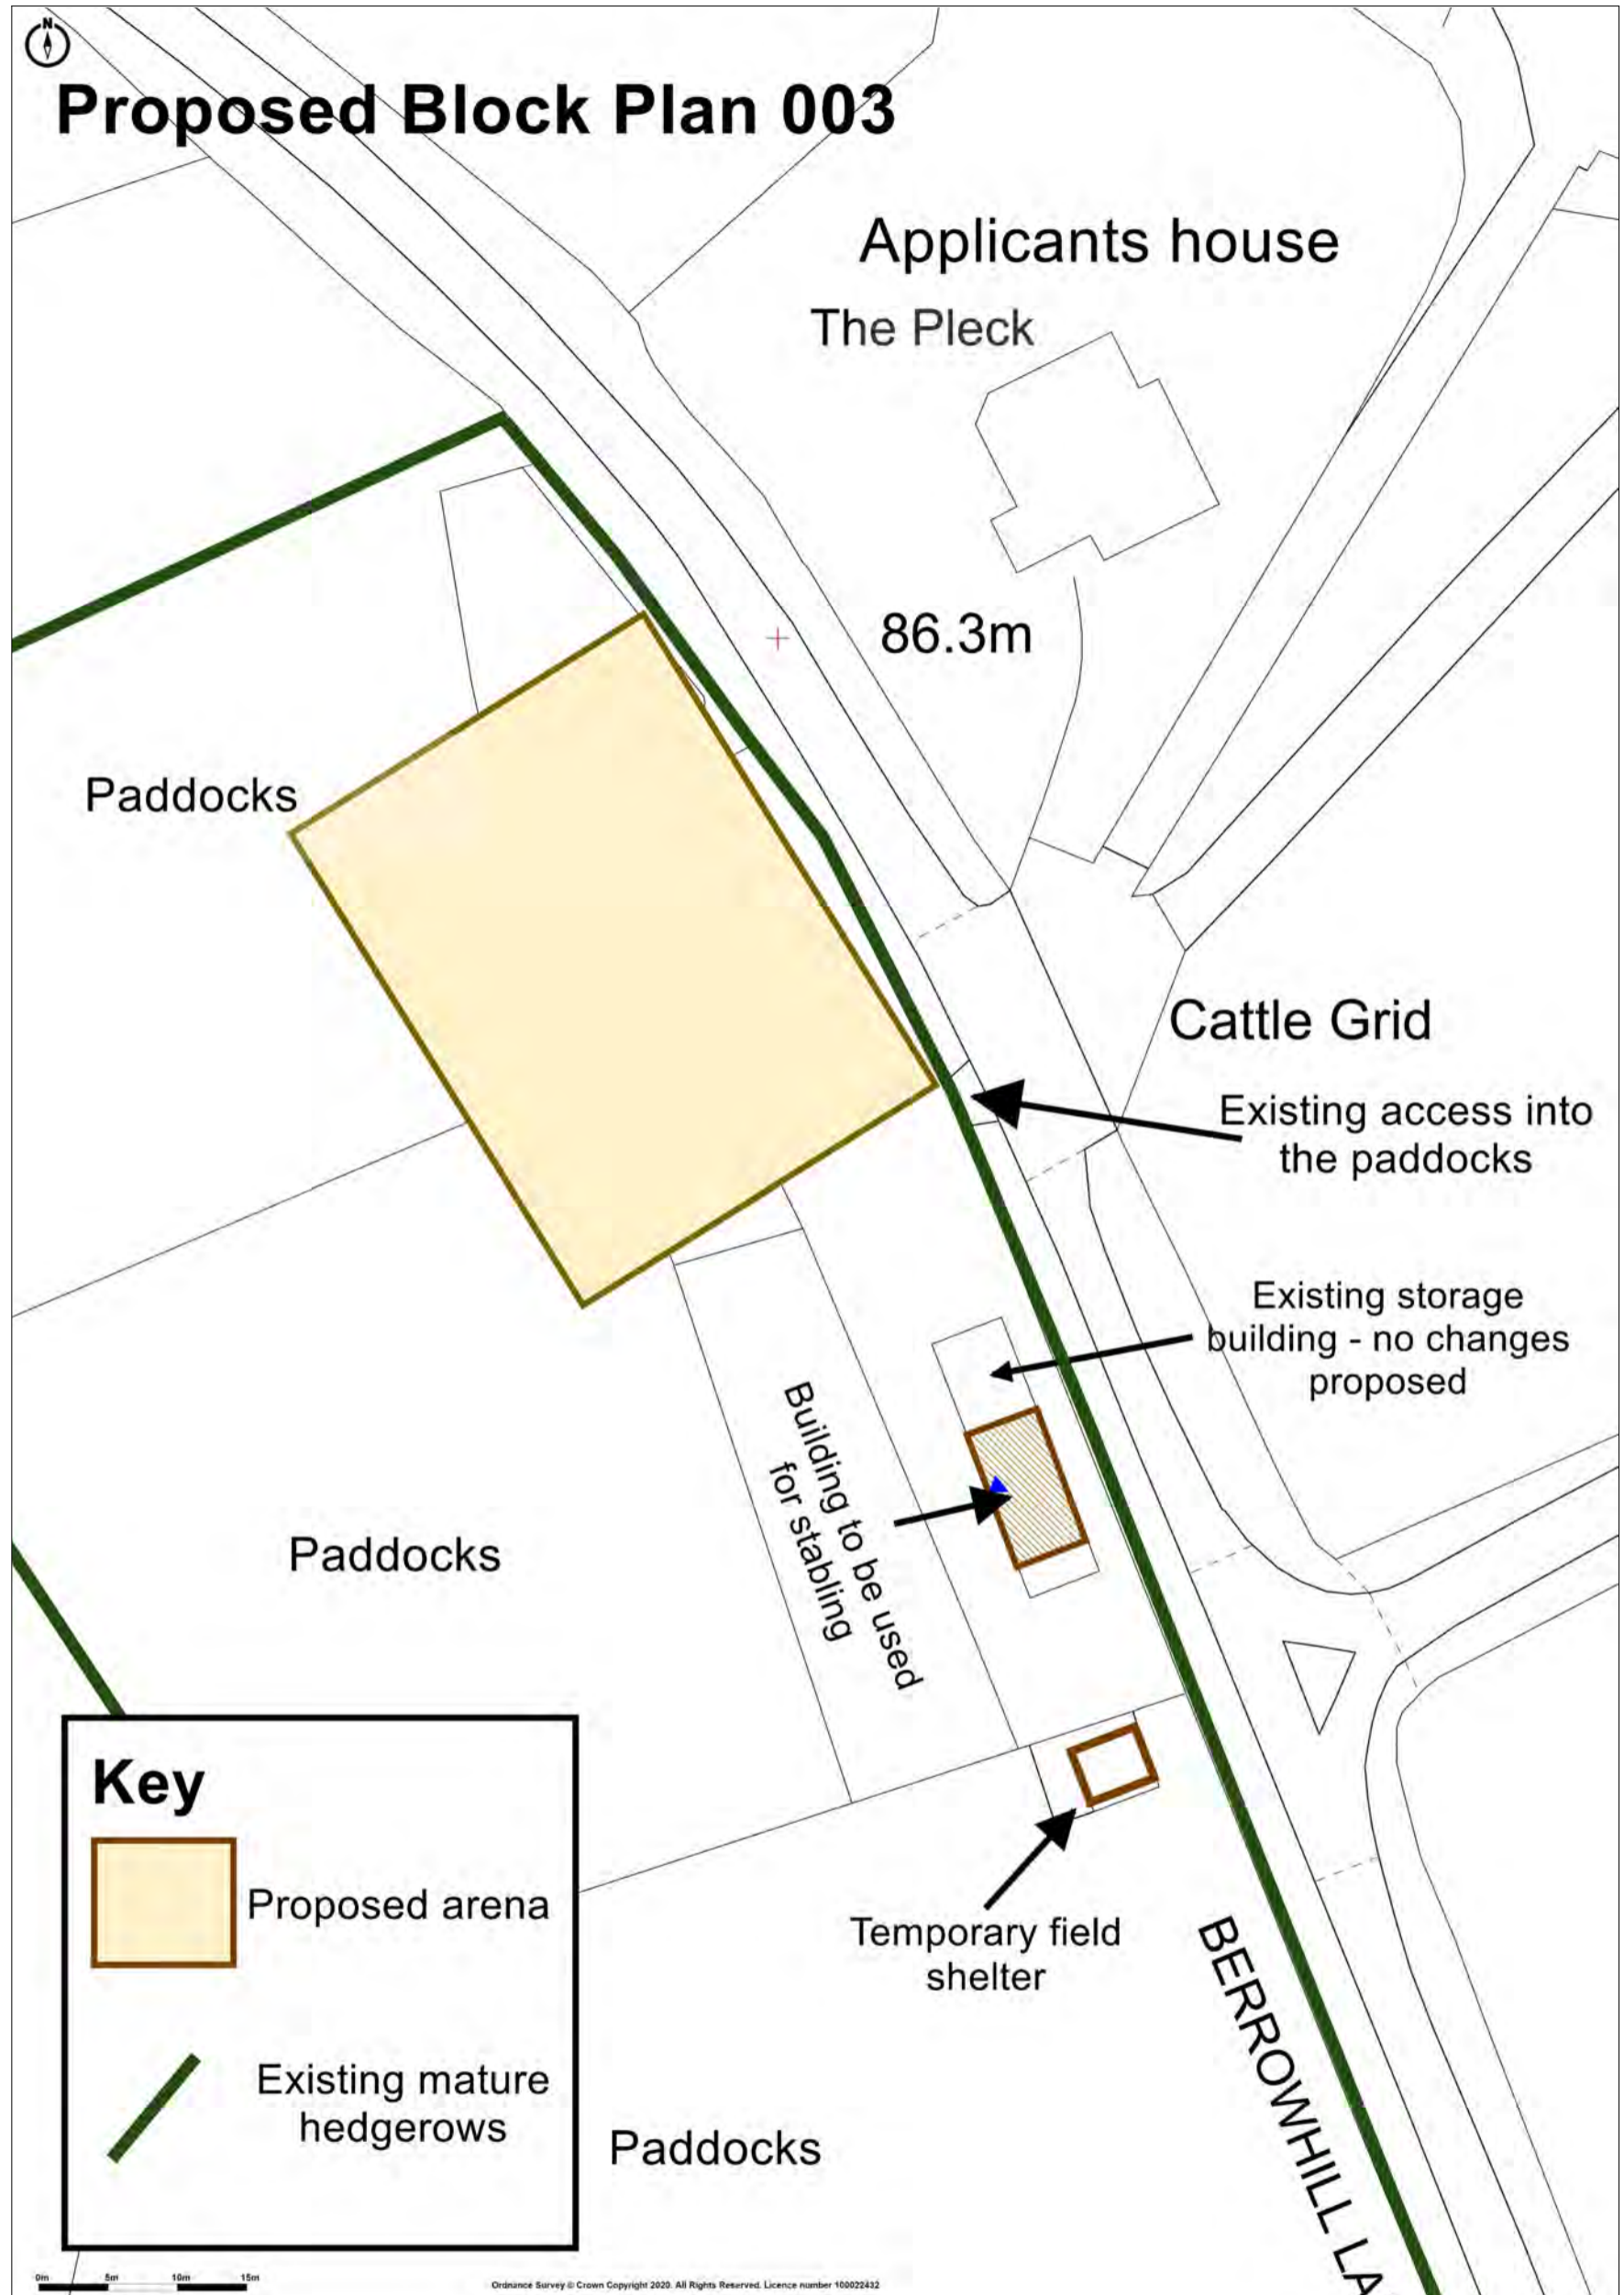 N
Proposed Block Plan 003
Applicants house
The Pleck
86.3m
Paddocks
Cattle Grid
Existing access into
the paddocks
Existing storage
building - no changes
proposed
Building to be used
for stabling
Paddocks
Key
Proposed arena
Existing mature
hedgerows
Temporary field
shelter
BERROWHILL LA
Paddocks
0m 5m 10m 15m
Ordnance Survey © Crown Copyright 2020. All Rights Reserved. Licence number 100022432